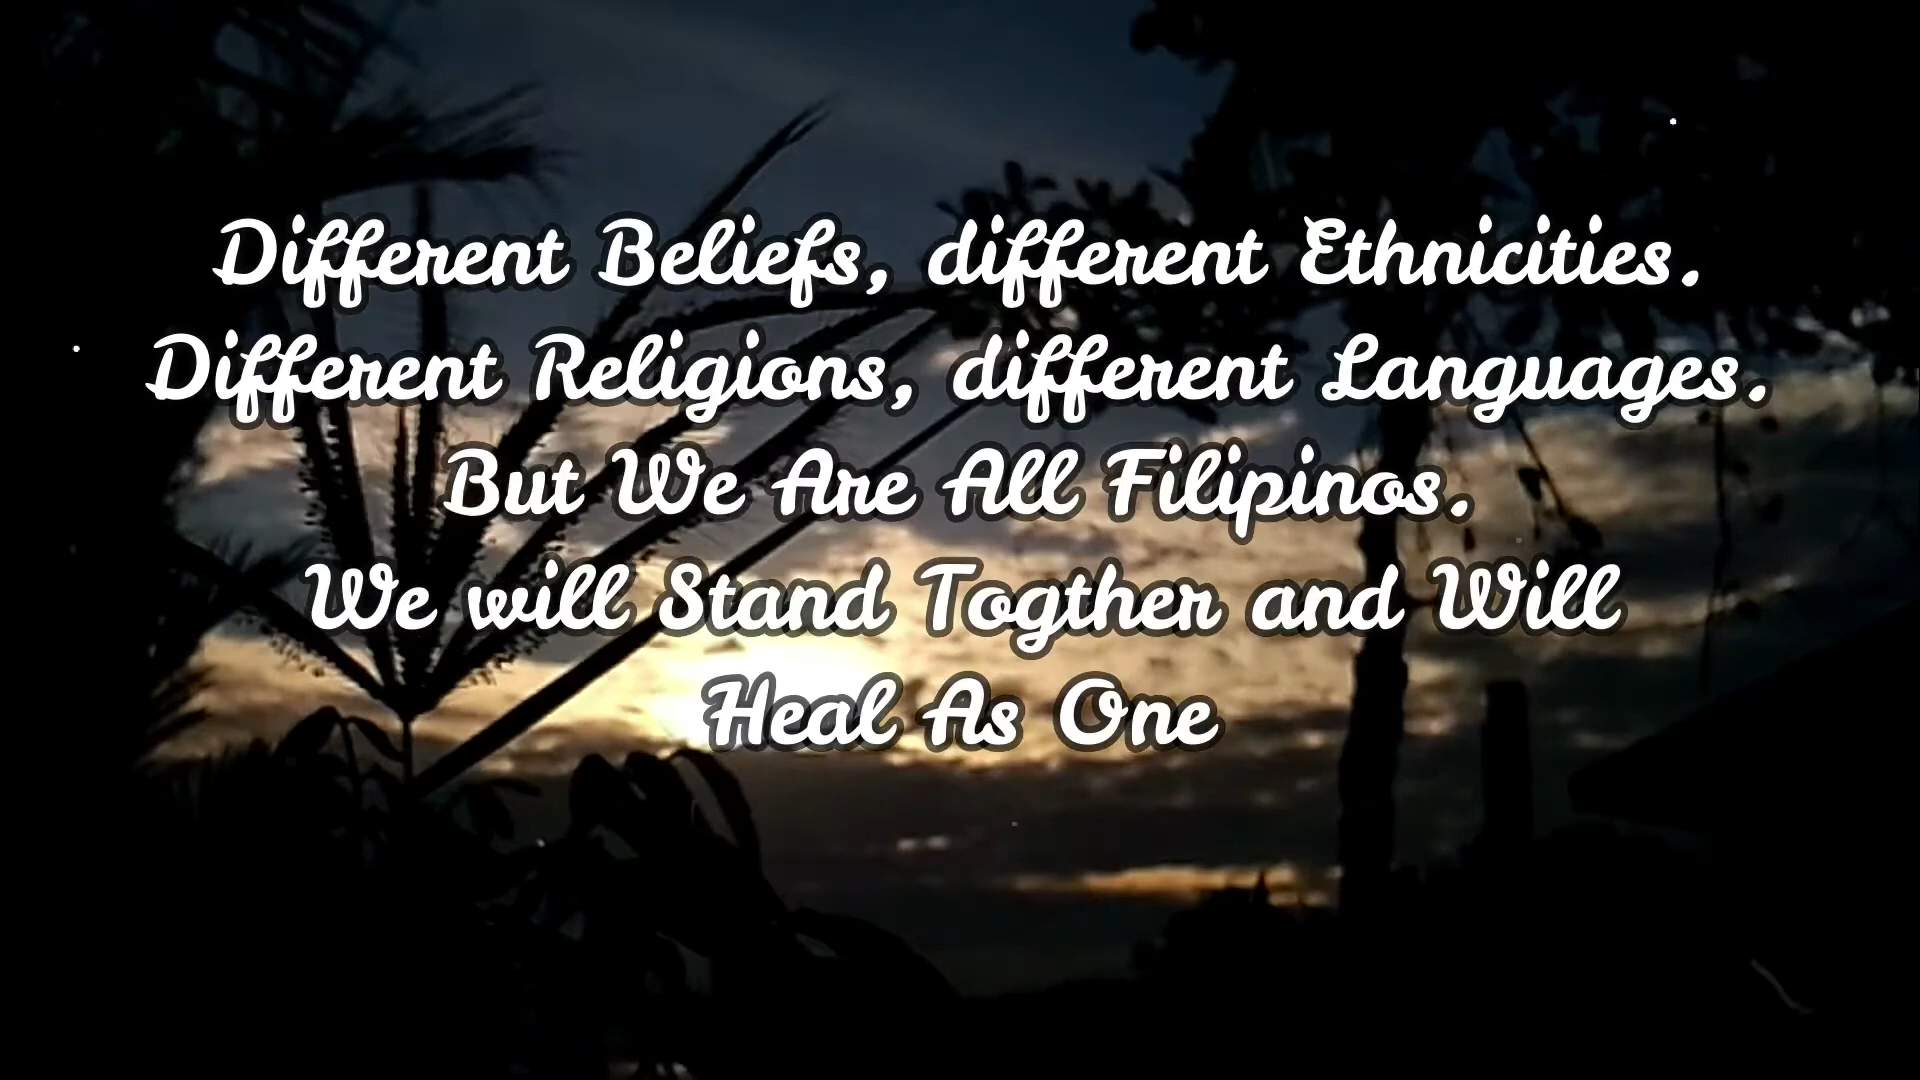 Different Beliefs, different Ethnicities.
Different Religions, different Languages.
But We Are All Filipinos.
We will Stand Togther and Will
Heal As One